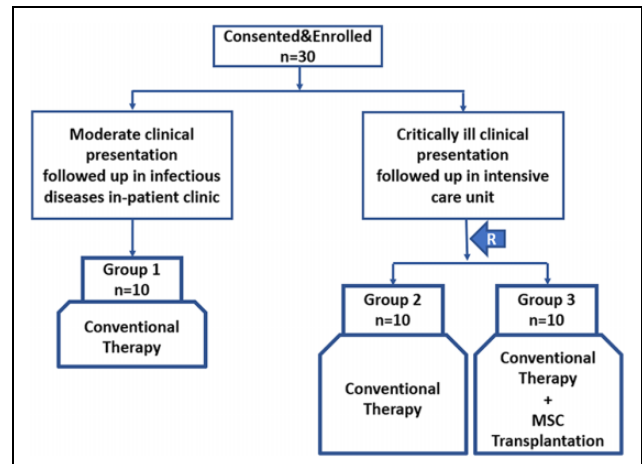 Consented&Enrolled
n=30
Moderate clinical
presentation
followed up in infectious
diseases in-patient clinic
Critically ill clinical
presentation
followed up in intensive
care unit
R
Group 1
n=10
Conventional
Therapy
Group 2
n=10
Conventional
Therapy
Group 3
n=10
Conventional
Therapy
+
MSC
Transplantation